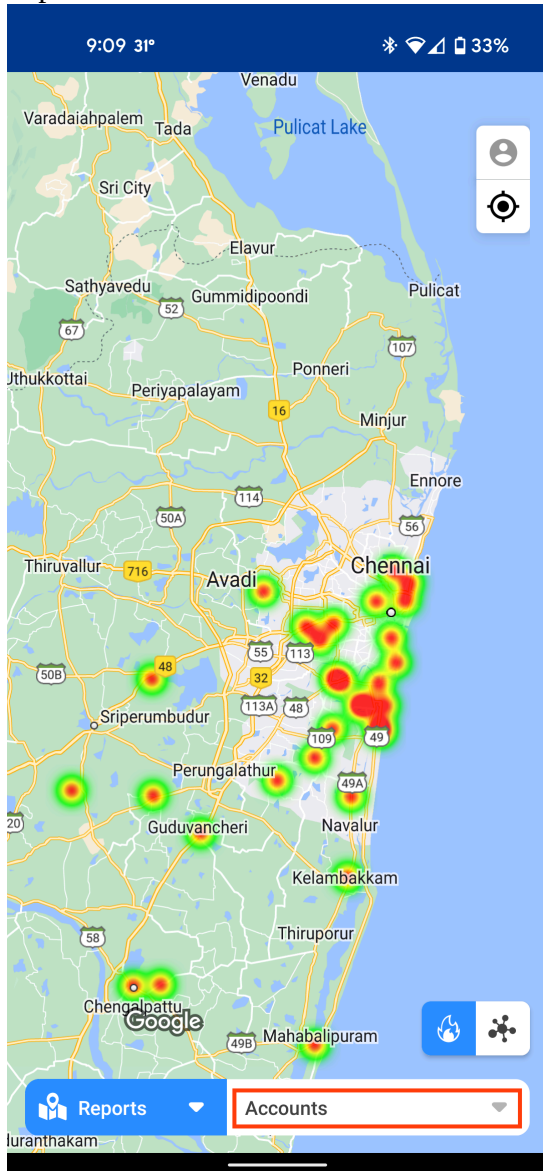 9:09 31° 33%
Venadu
Varadaiahpalem
Tada
Pulicat Lake
Sri City
Elavur
Sathyavedu
52
Gummidipoondi
Pulicat
67
107
Ponneri
Uthukkottai
Periyapalayam
16
Minjur
Ennore
114
50A
56
Thiruvallur
716
Avadi
Chennai
55
113
50B
48
32
113A
48
Sriperumbudur
109
49
Perungalathur
49A
20
Guduvancheri
Navalur
Kelambakkam
58
Thiruporur
Chengalpattu
Google
49B
Mahabalipuram
Reports
Accounts
duranthakam